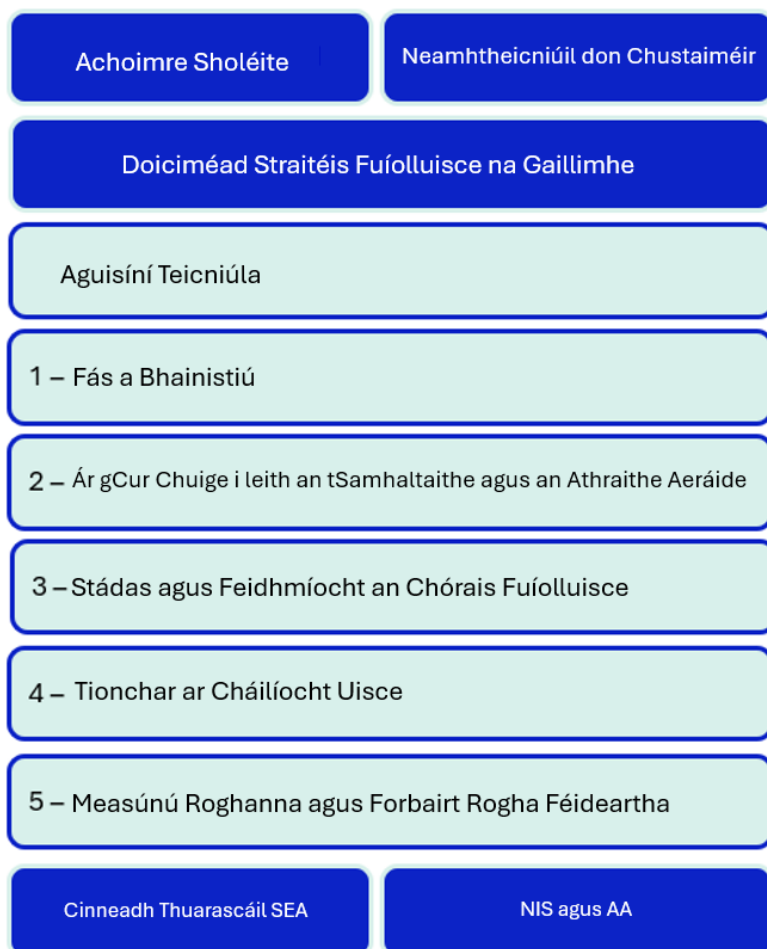 Achoimre Sholéite
Neamhtheicniúil don Chustaiméir
Doiciméad Straitéis Fuíolluisce na Gaillimhe
Aguisíní Teicniúla
1 – Fás a Bhainistiú
2 – Ár gCur Chuige i leith an tSamhaltaithe agus an Athraithe Aeráide
3 – Stádas agus Feidhmíocht an Chórais Fuíolluisce
4 – Tionchar ar Cháilíocht Uisce
5 – Measúnú Roghanna agus Forbairt Rogha Féideartha
Cinneadh Thuarascáil SEA
NIS agus AA